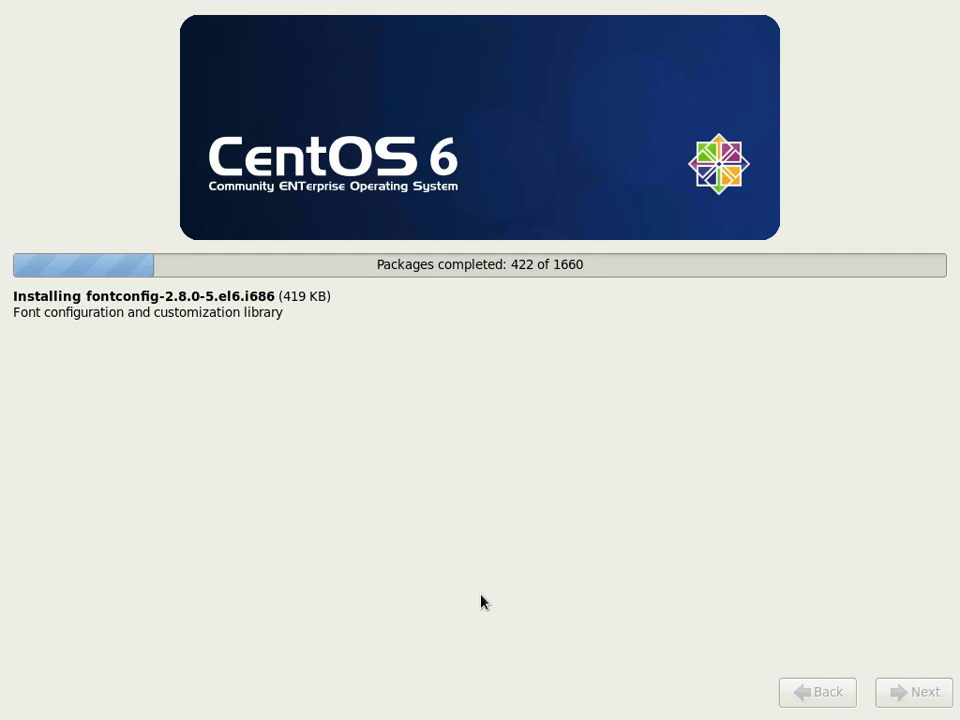 CentOS 6
Community ENTerprise Operating System
Packages completed: 422 of 1660
Installing fontconfig-2.8.0-5.el6.i686 (419 KB)
Font configuration and customization library
Back
Next